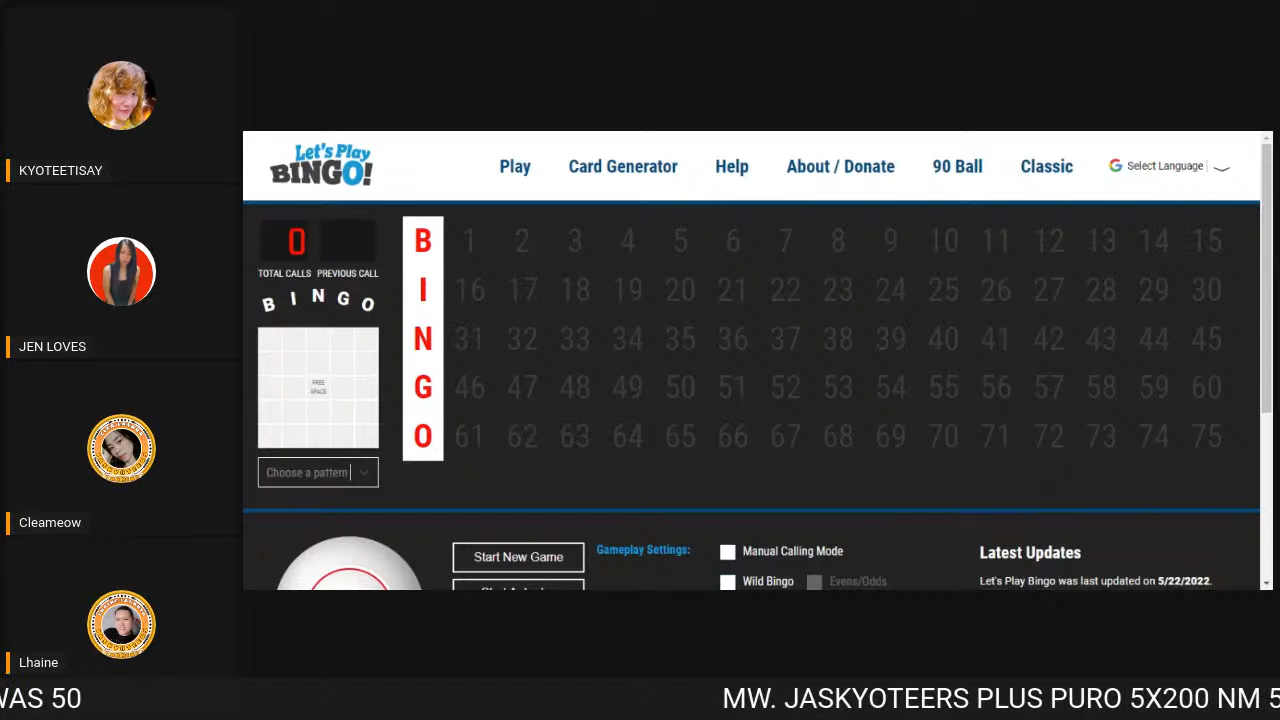 KYOTEETISAY
JEN LOVES
Cleameow
Lhaine
Let's Play
BINGO!
Play Card Generator Help About / Donate 90 Ball Classic Select Language
0
TOTAL CALLS PREVIOUS CALL
B I N G O
FREE
SPACE
Choose a pattern
B 1 2 3 4 5 6 7 8 9 10 11 12 13 14 15
I 16 17 18 19 20 21 22 23 24 25 26 27 28 29 30
N 31 32 33 34 35 36 37 38 39 40 41 42 43 44 45
G 46 47 48 49 50 51 52 53 54 55 56 57 58 59 60
O 61 62 63 64 65 66 67 68 69 70 71 72 73 74 75
Start New Game
Gameplay Settings:
Manual Calling Mode
Wild Bingo Evens/Odds
Latest Updates
Let's Play Bingo was last updated on 5/22/2022.
WAS 50 MW. JASKYOTEERS PLUS PURO 5X200 NM 5